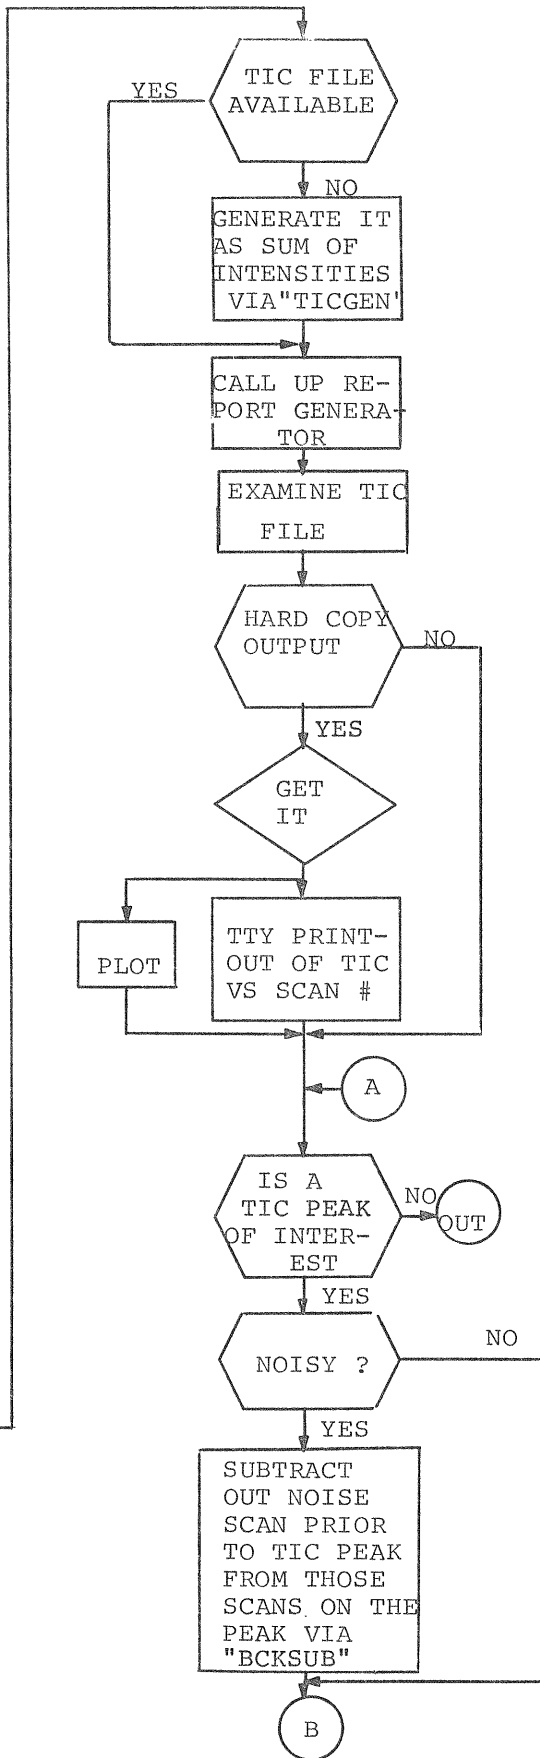 TIC FILE
AVAILABLE
YES
NO
GENERATE IT
AS SUM OF
INTENSITIES
VIA"TICGEN'
CALL UP RE-
PORT GENERA-
TOR
EXAMINE TIC
FILE
HARD COPY
OUTPUT
NO
YES
GET
IT
PLOT
TTY PRINT-
OUT OF TIC
VS SCAN #
A
IS A
TIC PEAK
OF INTER-
EST
NO
OUT
YES
NOISY ?
NO
YES
SUBTRACT
OUT NOISE
SCAN PRIOR
TO TIC PEAK
FROM THOSE
SCANS ON THE
PEAK VIA
"BCKSUB"
B